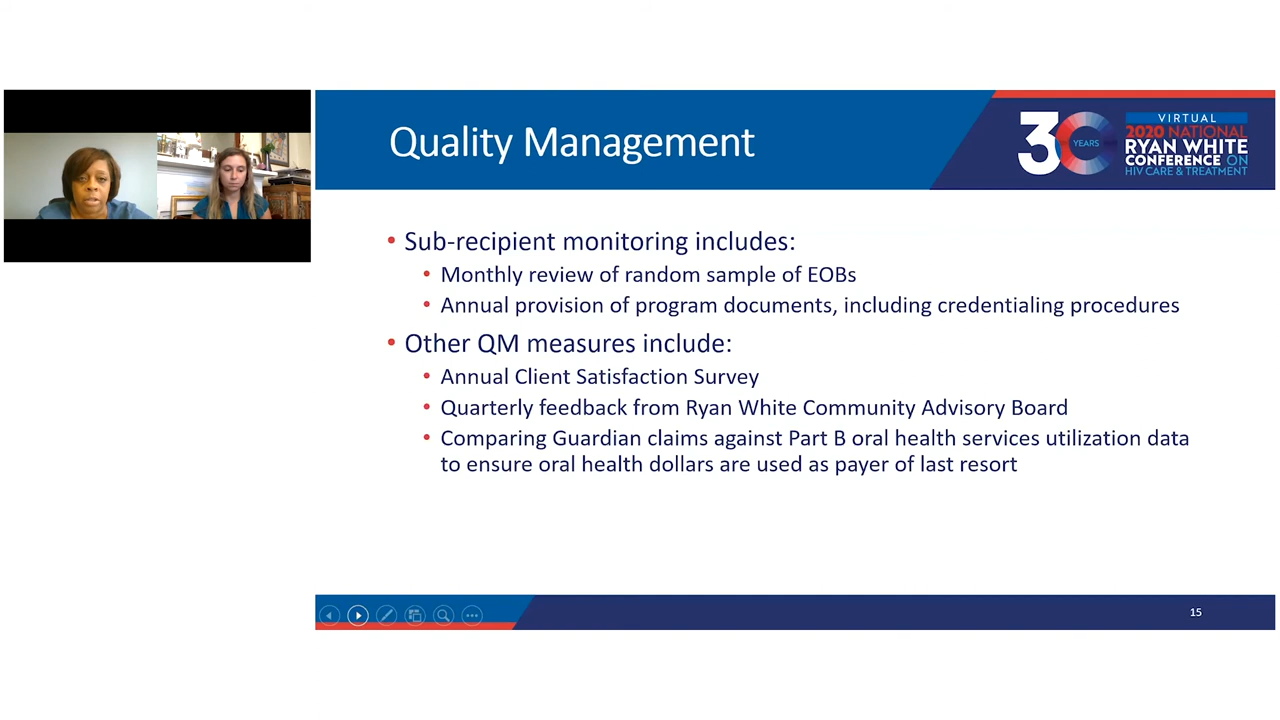 Quality Management
30 YEARS
VIRTUAL
2020 NATIONAL
RYAN WHITE
CONFERENCE ON
HIV CARE & TREATMENT
• Sub-recipient monitoring includes:
• Monthly review of random sample of EOBs
• Annual provision of program documents, including credentialing procedures
• Other QM measures include:
• Annual Client Satisfaction Survey
• Quarterly feedback from Ryan White Community Advisory Board
• Comparing Guardian claims against Part B oral health services utilization data
to ensure oral health dollars are used as payer of last resort
15